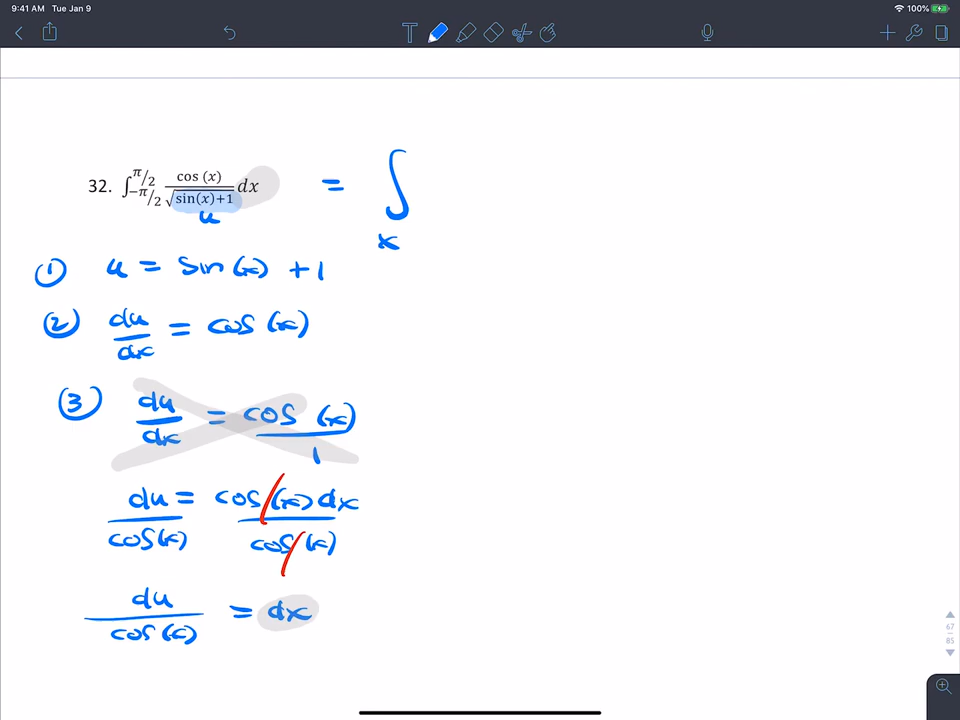 9:41 AM Tue Jan 9
100%
T
32. ∫_{-π/2}^{π/2} cos (x) / √(sin(x)+1) dx = ∫
u
x
① u = sin(x) + 1
② du/dx = cos(x)
③ du/dx = cos(x)/1
du/cos(x) = cos(x) dx/cos(x)
du/cos(x) = dx
67
85